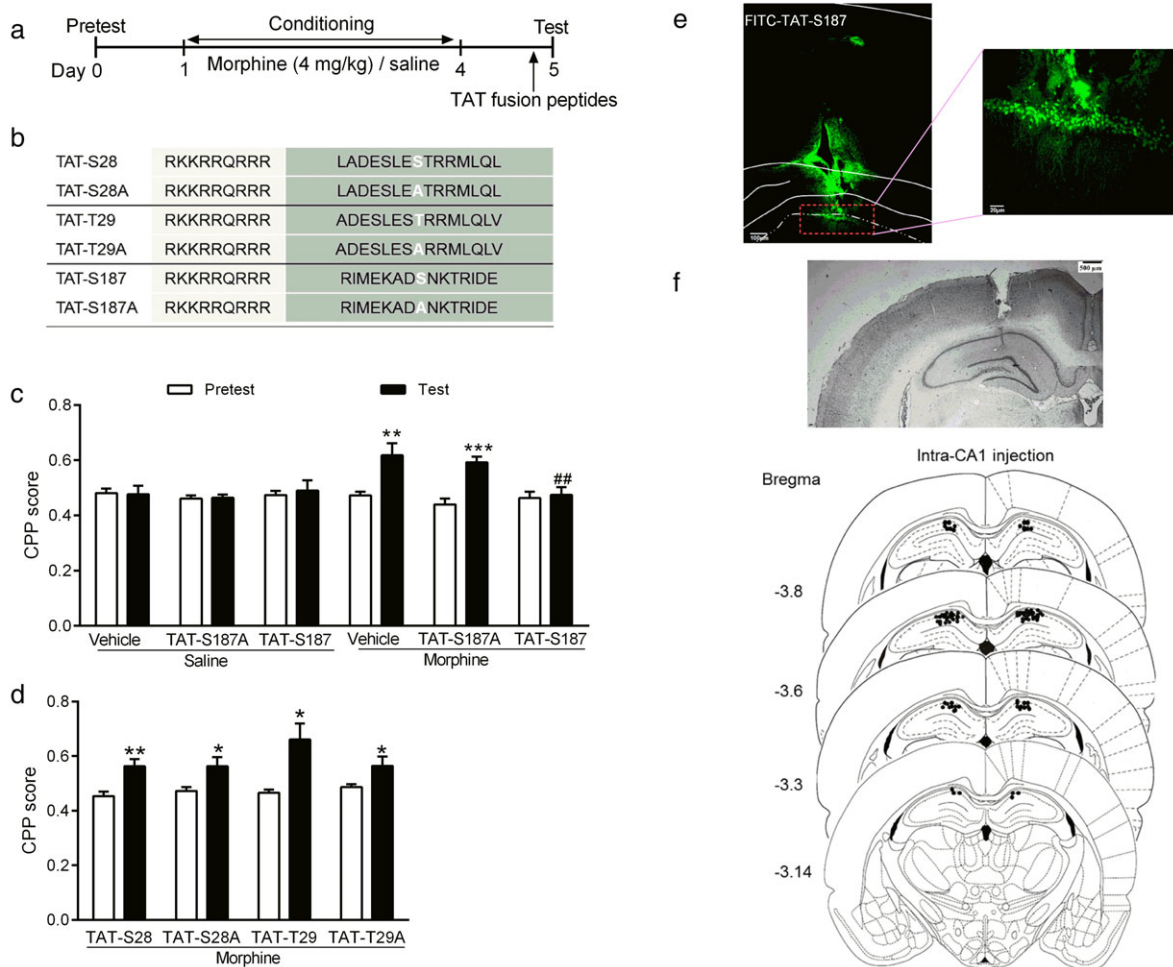 a
Pretest
Conditioning
Test
Day 0
1
Morphine (4 mg/kg) / saline
4
5
TAT fusion peptides
b
TAT-S28 RKKRRQRRR LADESLESTRRMLQL
TAT-S28A RKKRRQRRR LADESLEATRRMLQL
TAT-T29 RKKRRQRRR ADESLESTRRMLQLV
TAT-T29A RKKRRQRRR ADESLESARRMLQLV
TAT-S187 RKKRRQRRR RIMEKADSNKTRIDE
TAT-S187A RKKRRQRRR RIMEKADANKTRIDE
c
Pretest Test
CPP score
0.8
0.6
0.4
0.2
0.0
** *** ##
Vehicle TAT-S187A TAT-S187 Vehicle TAT-S187A TAT-S187
Saline Morphine
d
CPP score
0.8
0.6
0.4
0.2
0.0
** * * *
TAT-S28 TAT-S28A TAT-T29 TAT-T29A
Morphine
e
FITC-TAT-S187
100μm
20μm
f
500 μm
Intra-CA1 injection
Bregma
-3.8
-3.6
-3.3
-3.14